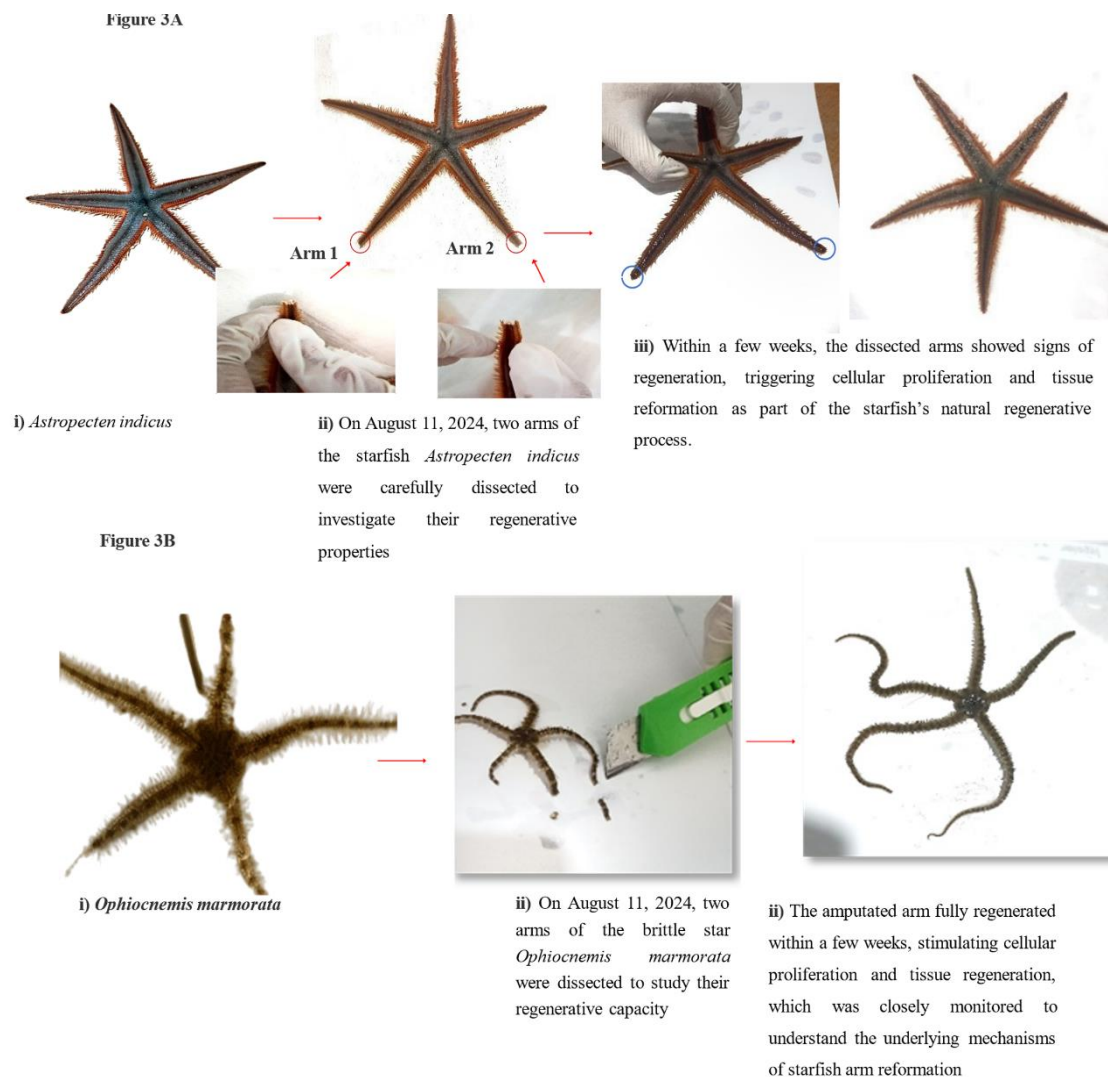 Figure 3A
Arm 1
Arm 2
i) Astropecten indicus
ii) On August 11, 2024, two arms of
the starfish Astropecten indicus
were carefully dissected to
investigate their regenerative
properties
iii) Within a few weeks, the dissected arms showed signs of
regeneration, triggering cellular proliferation and tissue
reformation as part of the starfish’s natural regenerative
process.
Figure 3B
i) Ophiocnemis marmorata
ii) On August 11, 2024, two
arms of the brittle star
Ophiocnemis marmorata
were dissected to study their
regenerative capacity
ii) The amputated arm fully regenerated
within a few weeks, stimulating cellular
proliferation and tissue regeneration,
which was closely monitored to
understand the underlying mechanisms
of starfish arm reformation